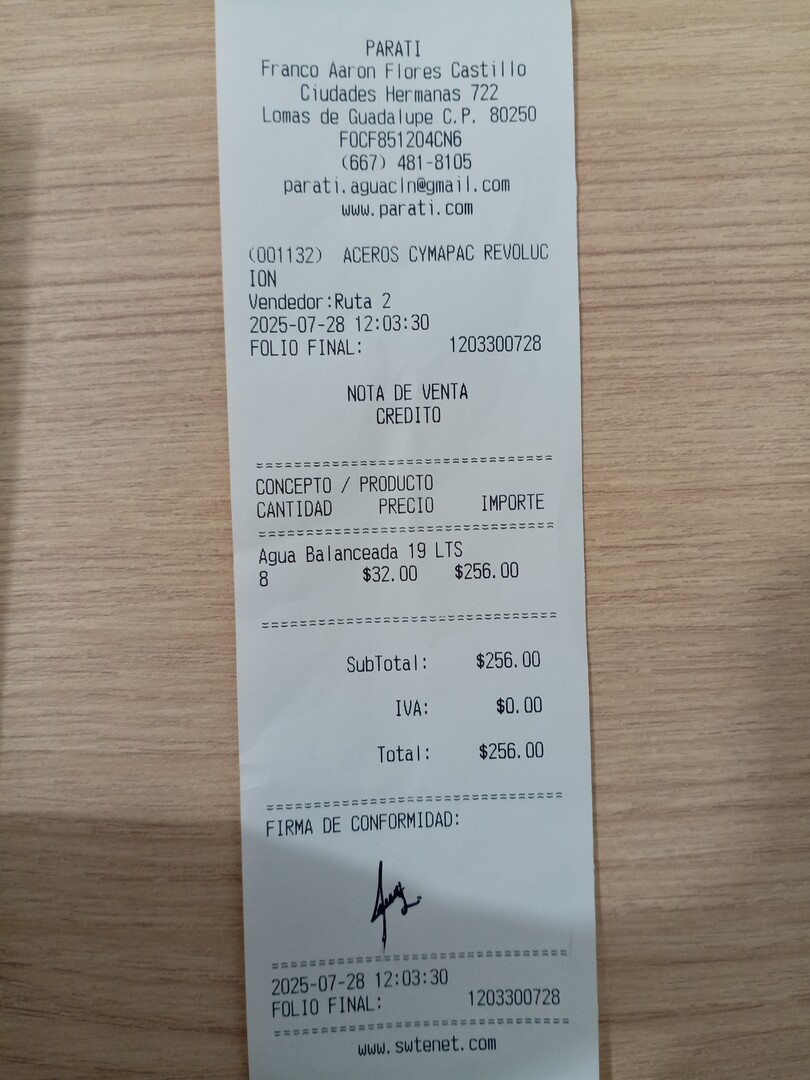 PARATI
Franco Aaron Flores Castillo
Ciudades Hermanas 722
Lomas de Guadalupe C.P. 80250
FOCF851204CN6
(667) 481-8105
parati.aguacln@gmail.com
www.parati.com
(001132) ACEROS CYMAPAC REVOLUC
ION
Vendedor:Ruta 2
2025-07-28 12:03:30
FOLIO FINAL: 1203300728
NOTA DE VENTA
CREDITO
==============================
CONCEPTO / PRODUCTO
CANTIDAD PRECIO IMPORTE
==============================
Agua Balanceada 19 LTS
8 $32.00 $256.00
==============================
SubTotal: $256.00
IVA: $0.00
Total: $256.00
==============================
FIRMA DE CONFORMIDAD:
==============================
2025-07-28 12:03:30
FOLIO FINAL: 1203300728
==============================
www.swtenet.com